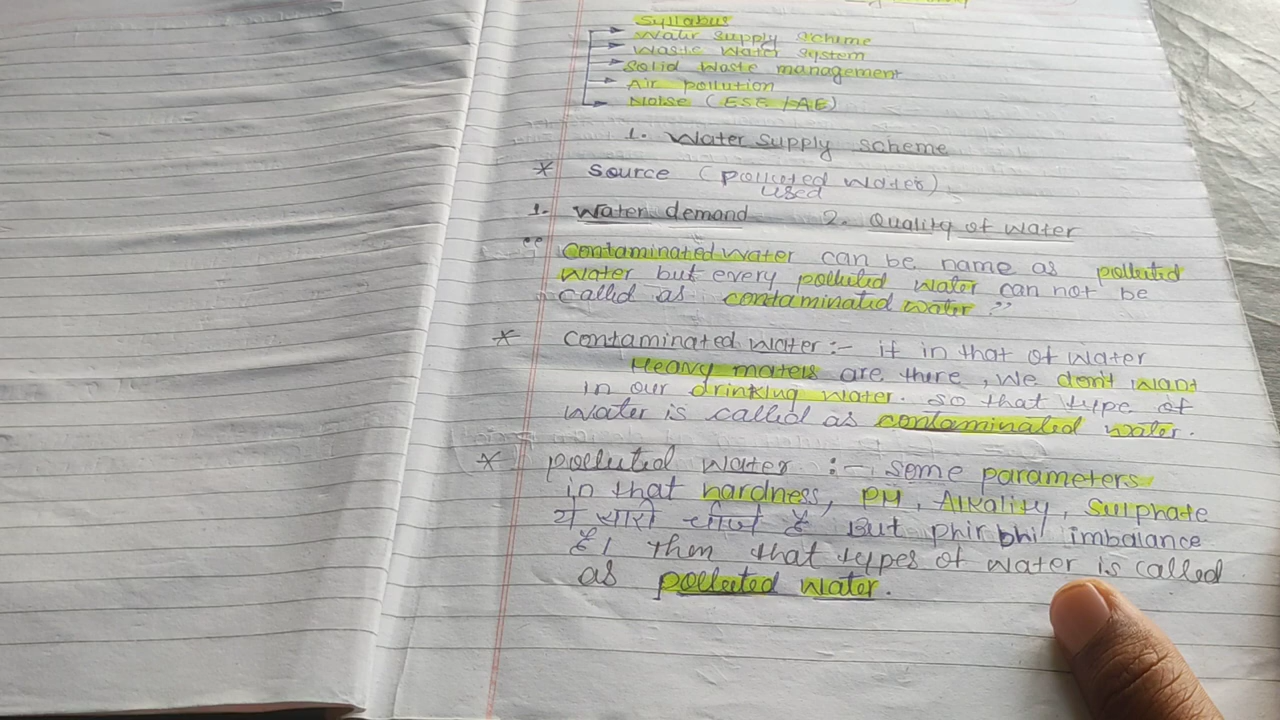 Syllabus
Water supply scheme
Waste Water system
Solid Waste management
Air pollution
Noise (ESE/AE)
1. Water supply scheme
* Source (polluted water)
used
1. Water demand 2. Quality of water
"Contaminated water can be name as polluted
water but every polluted water can not be
called as contaminated water"
* Contaminated water :- if in that of water
Heavy maters are there, we don't want
in our drinking water. so that type of
water is called as contaminated water.
* polluted water :- some parameters
in that hardness, PH, Alkality, Sulphate
ये सारी चीजें है But phir bhi imbalance
है। Then that types of water is called
as polluted water.